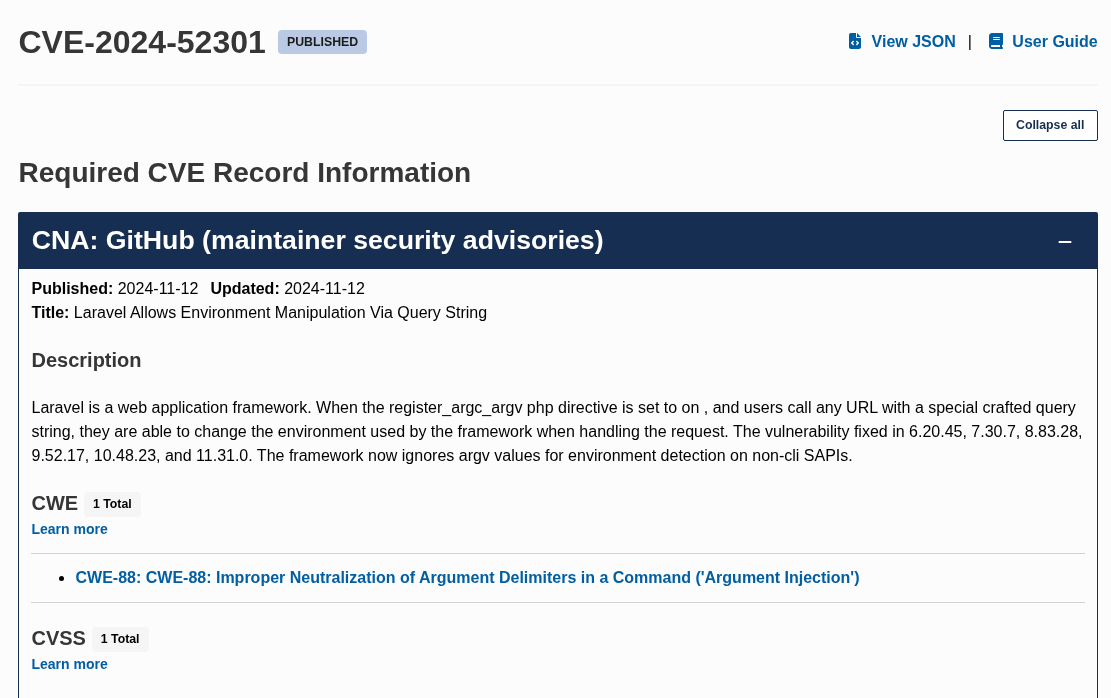 CVE-2024-52301 PUBLISHED View JSON | User Guide
Collapse all
Required CVE Record Information
CNA: GitHub (maintainer security advisories) –
Published: 2024-11-12 Updated: 2024-11-12
Title: Laravel Allows Environment Manipulation Via Query String
Description
Laravel is a web application framework. When the register_argc_argv php directive is set to on , and users call any URL with a special crafted query
string, they are able to change the environment used by the framework when handling the request. The vulnerability fixed in 6.20.45, 7.30.7, 8.83.28,
9.52.17, 10.48.23, and 11.31.0. The framework now ignores argv values for environment detection on non-cli SAPIs.
CWE 1 Total
Learn more
• CWE-88: CWE-88: Improper Neutralization of Argument Delimiters in a Command ('Argument Injection')
CVSS 1 Total
Learn more